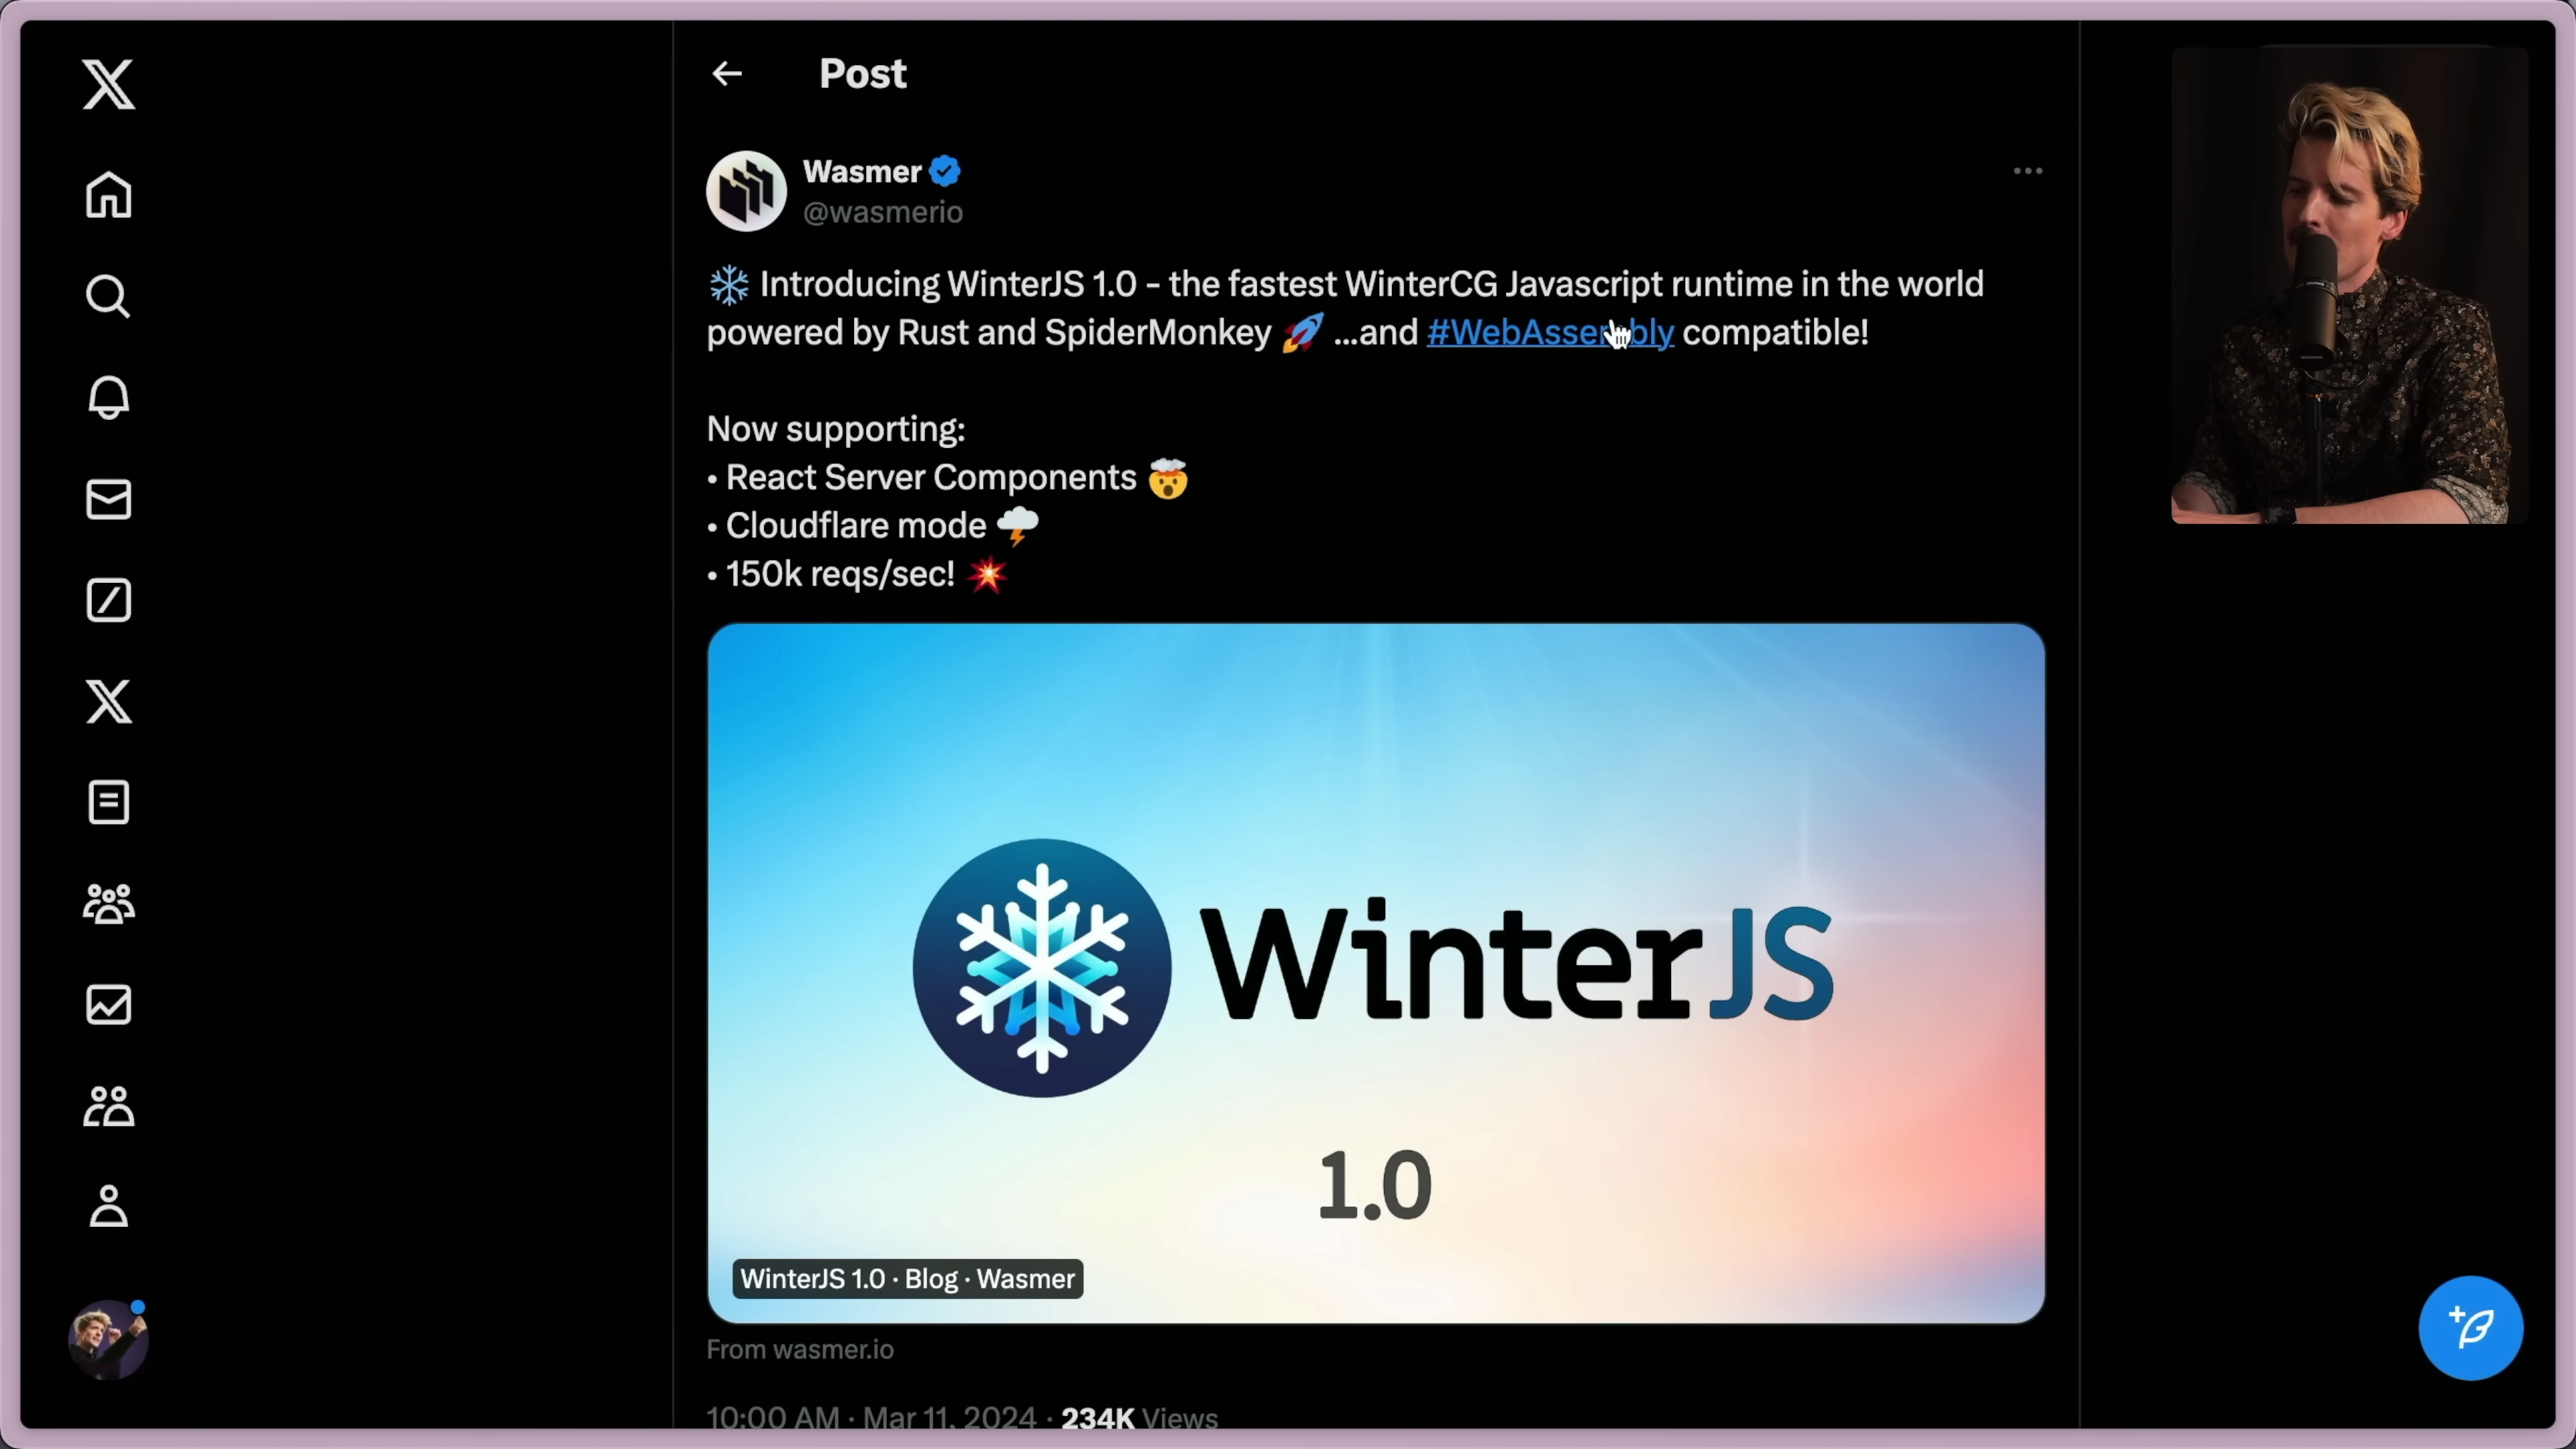 Post
Wasmer
@wasmerio
❄️ Introducing WinterJS 1.0 - the fastest WinterCG Javascript runtime in the world
powered by Rust and SpiderMonkey 🚀 ...and #WebAssembly compatible!
Now supporting:
• React Server Components 🤯
• Cloudflare mode 🌩️
• 150k reqs/sec! 💥
WinterJS
1.0
WinterJS 1.0 · Blog · Wasmer
From wasmer.io
10:00 AM · Mar 11, 2024 · 234K Views